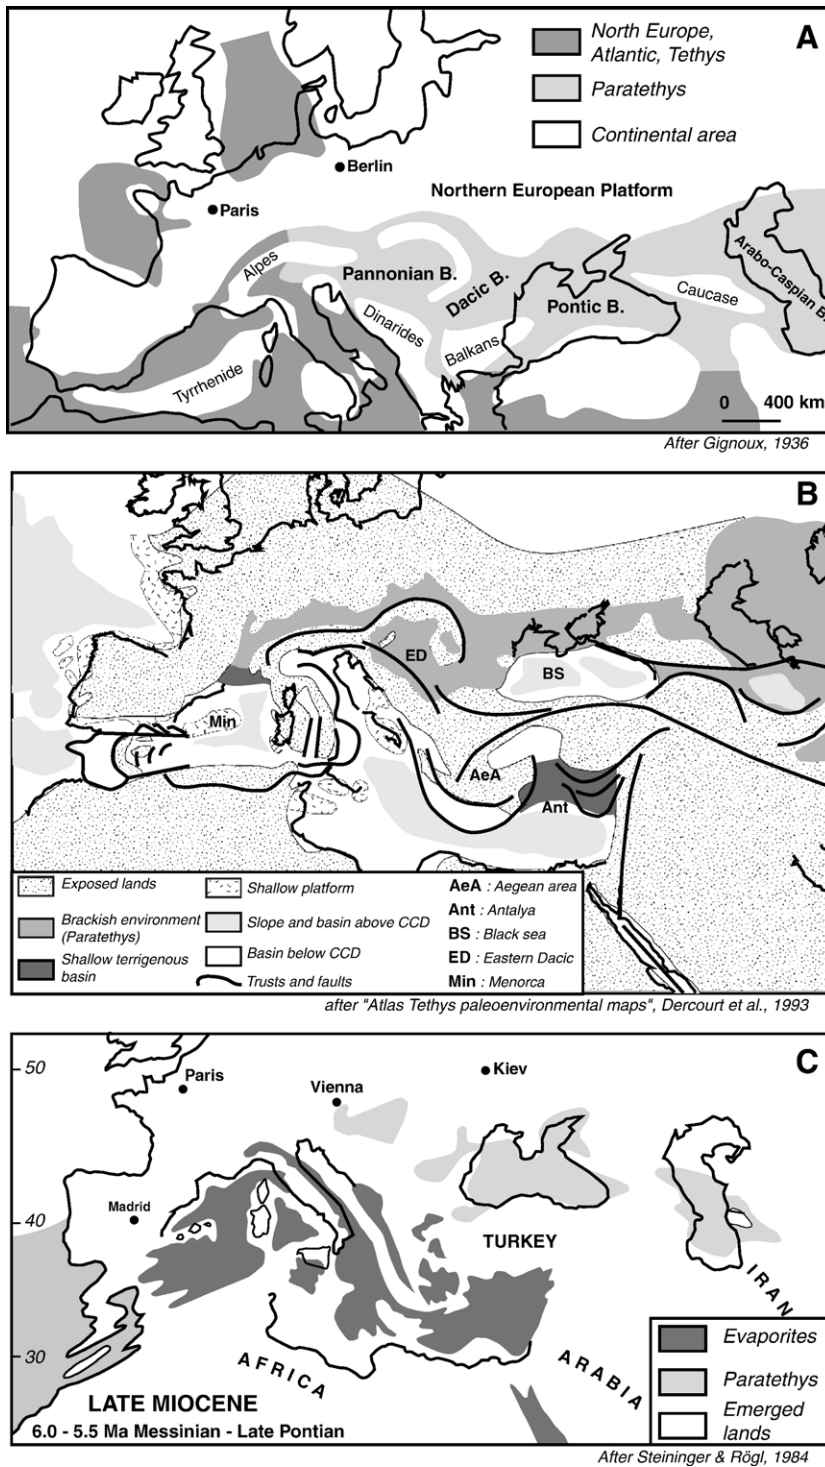 A
North Europe,
Atlantic, Tethys
Paratethys
Continental area
Berlin
Paris
Northern European Platform
Alpes
Pannonian B.
Dacic B.
Pontic B.
Caucase
Arabo-Caspian B.
Dinarides
Balkans
Tyrrhenide
0 400 km
After Gignoux, 1936
B
ED
BS
Min
AeA
Ant
Exposed lands
Brackish environment
(Paratethys)
Shallow terrigenous
basin
Shallow platform
Slope and basin above CCD
Basin below CCD
Trusts and faults
AeA : Aegean area
Ant : Antalya
BS : Black sea
ED : Eastern Dacic
Min : Menorca
after "Atlas Tethys paleoenvironmental maps", Dercourt et al., 1993
C
50
Paris
Vienna
Kiev
Madrid
40
TURKEY
IRAN
30
AFRICA
ARABIA
LATE MIOCENE
6.0 - 5.5 Ma Messinian - Late Pontian
Evaporites
Paratethys
Emerged
lands
After Steininger & Rögl, 1984